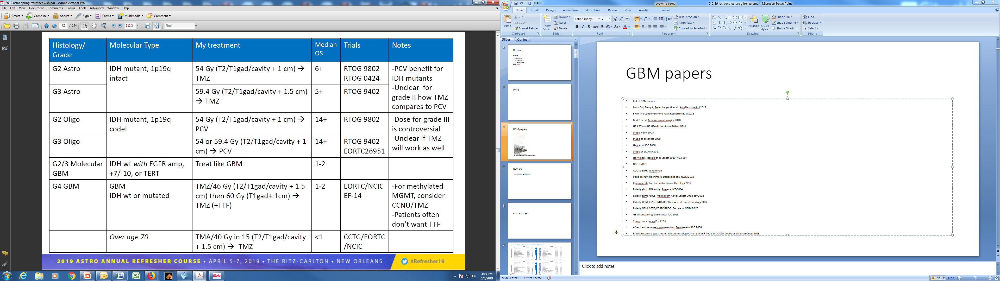 2019 astro spring refresher CNS.pdf - Adobe Acrobat Pro
File Edit View Document Comments Forms Tools Advanced Window Help
Create Combine Secure Sign Forms Multimedia Comment
72 / 144 111% Find
Histology/ Grade Molecular Type My treatment Median OS Trials Notes
G2 Astro
IDH mutant, 1p19q
intact
54 Gy (T2/T1gad/cavity + 1 cm) →
TMZ
6+
RTOG 9802
RTOG 0424
-PCV benefit for
IDH mutants
-Unclear for
grade II how TMZ
compares to PCV
G3 Astro
59.4 Gy (T2/T1gad/cavity + 1.5 cm)
→ TMZ
5+
RTOG 9402
G2 Oligo
IDH mutant, 1p19q
codel
54 Gy (T2/T1gad/cavity + 1 cm) →
PCV
14+
RTOG 9802
-Dose for grade III
is controversial
-Unclear if TMZ
will work as well
G3 Oligo
54 or 59.4 Gy (T2/T1gad/cavity + 1
cm) → PCV
14+
RTOG 9402
EORTC26951
G2/3 Molecular
GBM
IDH wt with EGFR amp,
+7/-10, or TERT
Treat like GBM
1-2
G4 GBM
GBM
IDH wt or mutated
TMZ/46 Gy (T2/T1gad/cavity + 1.5
cm) then 60 Gy (T1gad+ 1cm) →
TMZ (+TTF)
1-2
EORTC/NCIC
EF-14
-For methylated
MGMT, consider
CCNU/TMZ
-Patients often
don't want TTF
Over age 70
TMA/40 Gy in 15 (T2/T1gad/cavity
+ 1.5 cm) → TMZ
<1
CCTG/EORTC
/NCIC
2019 ASTRO ANNUAL REFRESHER COURSE • APRIL 5-7, 2019 • THE RITZ-CARLTON • NEW ORLEANS
#Refresher19
Epic
4:45 PM
5/6/2019
Drawing Tools
5-2-19 resident lecture glioblastoma - Microsoft PowerPoint
Home Insert Design Animations Slide Show Review View Acrobat Format
Paste
Cut
Copy
Format Painter
Clipboard
New Slide
Layout
Reset
Delete
Slides
Calibri (Body) 7
Font
Text Direction
Align Text
Convert to SmartArt
Paragraph
Arrange
Quick Styles
Shape Fill
Shape Outline
Shape Effects
Drawing
Find
Replace
Select
Editing
Slides Outline
2
Outline
• Intro
• Treatment
• Studies
3
Intro
4
GBM papers
5
NOA-09
• Lomustine and GBM
6
• 4 arm trial of GBM
7
GBM papers
• List of GBM papers
• Louis DN, Perry A, Reifenberger G. et al. Acta Neuropathol 2016
• BRAT The Cancer Genome Atlas Research NEJM 2015
• Brat DJ et al Acta Neuropathologica 2018
• H3 K27 and H3 G34 distinct from IDH-wt GBM
• Stupp NEJM 2005
• Stupp et al Lancet 2009
• Hegi et al JCO 2008
• Stupp et al JAMA 2017
• Herrlinger, Tzaridis et al Lancet 2019 (NOA-09)
• NRG BN001
• ADC to EGFR, Nivolumab
• Polio-rhinovirus chimera: Desjardins et al NEJM 2018
• Regorafenib: Lombardi et al Lancet Oncology 2019
• Elderly gbm: ROA study. Roa et al JCO 2004.
• Elderly gbm: >60yo. Malmstrom A et al Lancet Oncology 2012.
• Elderly GBM: >65yo. NOA-08. Wick W et al Lancet oncology 2012.
• Elderly GBM: CCTG/EORTC/TROG. Perry et al NEJM 2017
• GBM contouring: Gilbert et al JCO 2013
• Stupp Lancet oncol 15, 2014
• After treatment pseudoprogression: Brandes et al JCO 2008.
• RANO: response assessment in Neuro-oncology Criteria. Wen PY et al JCO 2010. Okada et al Lancet Oncol 2015.
Click to add notes
Slide 4 of 99 "Office Theme" 115%